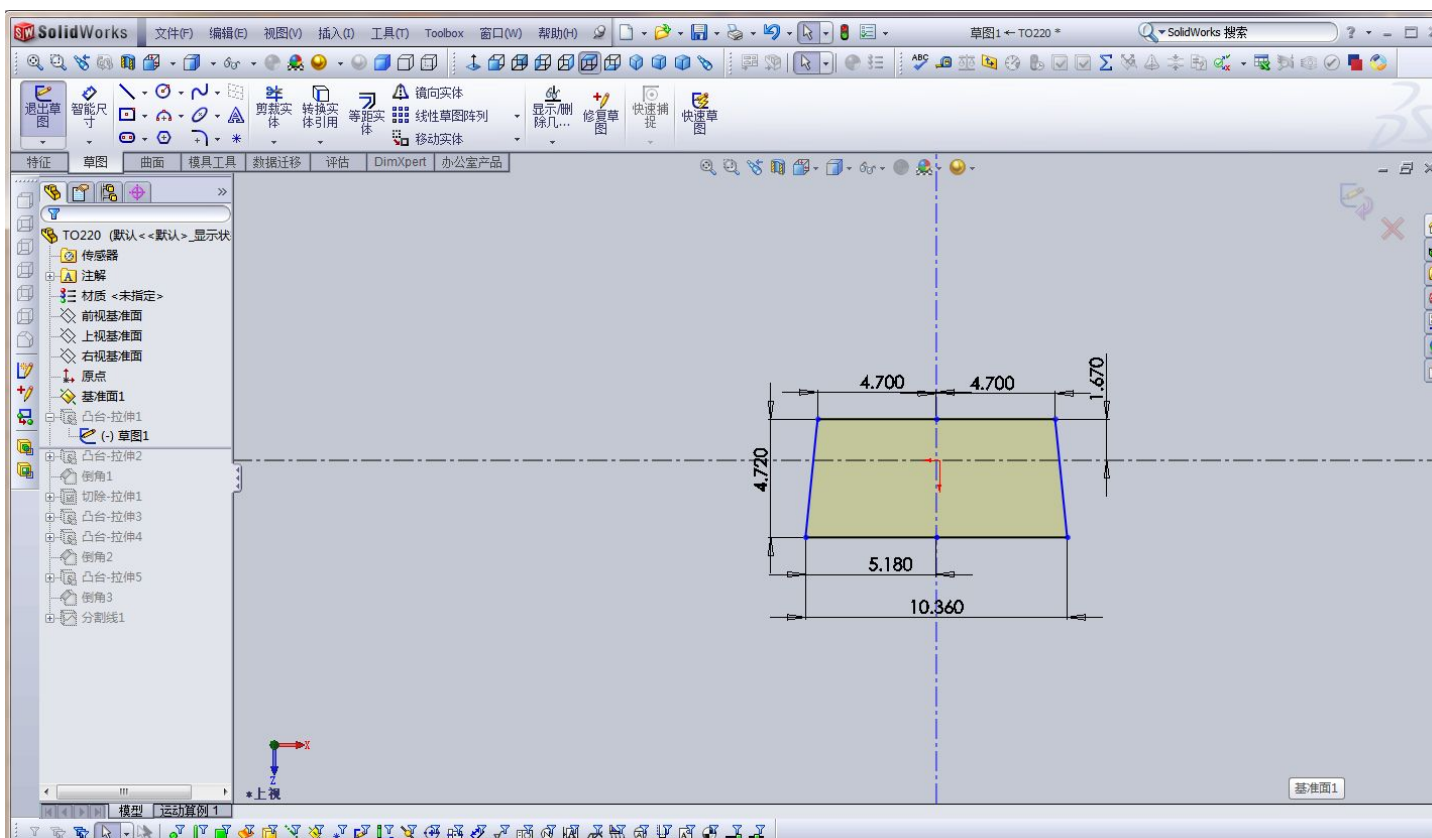 SolidWorks 文件(F) 编辑(E) 视图(V) 插入(I) 工具(T) Toolbox 窗口(W) 帮助(H) 草图1 ← TO220 * SolidWorks 搜索 ?
ABC
退出草图 智能尺寸 剪裁实体 转换实体引用 等距实体 镜向实体 线性草图阵列 移动实体 显示/删除几... 修复草图 快速捕捉 快速草图
特征 草图 曲面 模具工具 数据迁移 评估 DimXpert 办公室产品
»
TO220 (默认<<默认>_显示状
传感器
A 注解
材质 <未指定>
前视基准面
上视基准面
右视基准面
原点
基准面1
凸台-拉伸1
(-) 草图1
凸台-拉伸2
倒角1
切除-拉伸1
凸台-拉伸3
凸台-拉伸4
倒角2
凸台-拉伸5
倒角3
分割线1
4.700 4.700 1.670
4.720
5.180
10.360
X
Z
*上视
基准面1
模型 运动算例 1